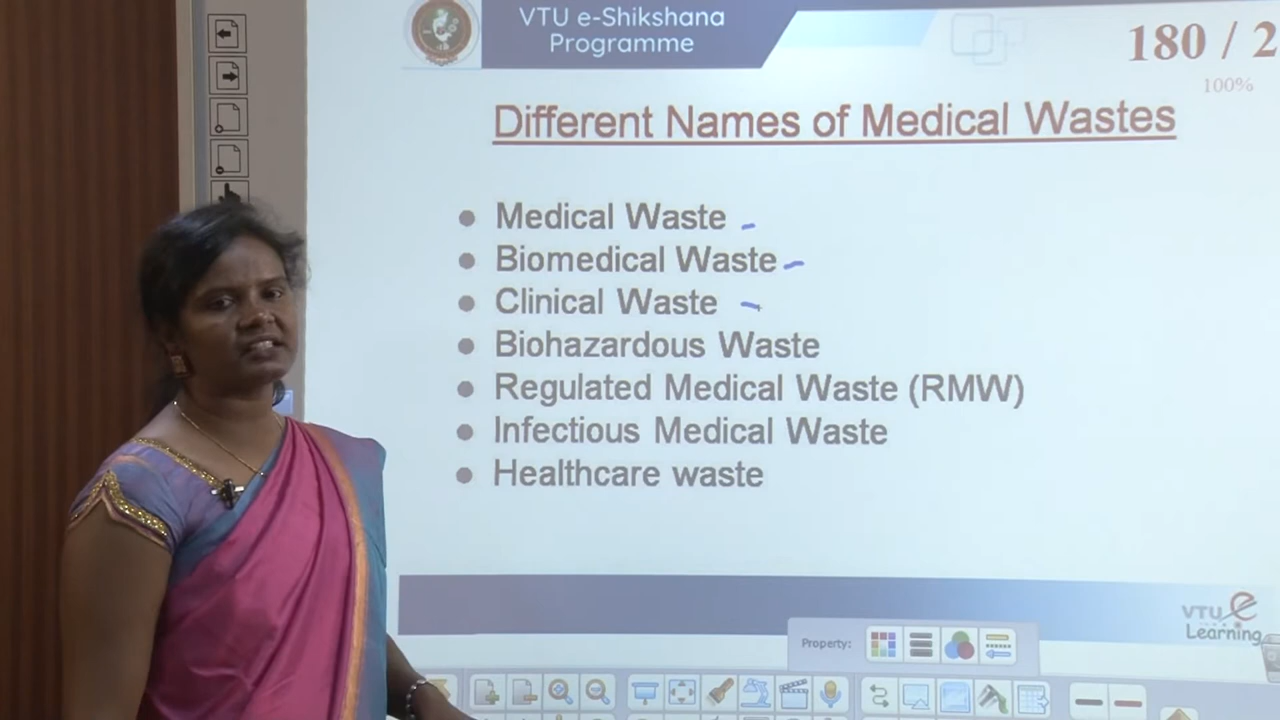 VTU e-Shikshana
Programme
180 / 2
100%
Different Names of Medical Wastes
Medical Waste
Biomedical Waste
Clinical Waste
Biohazardous Waste
Regulated Medical Waste (RMW)
Infectious Medical Waste
Healthcare waste
VTU e
Learning
Property: